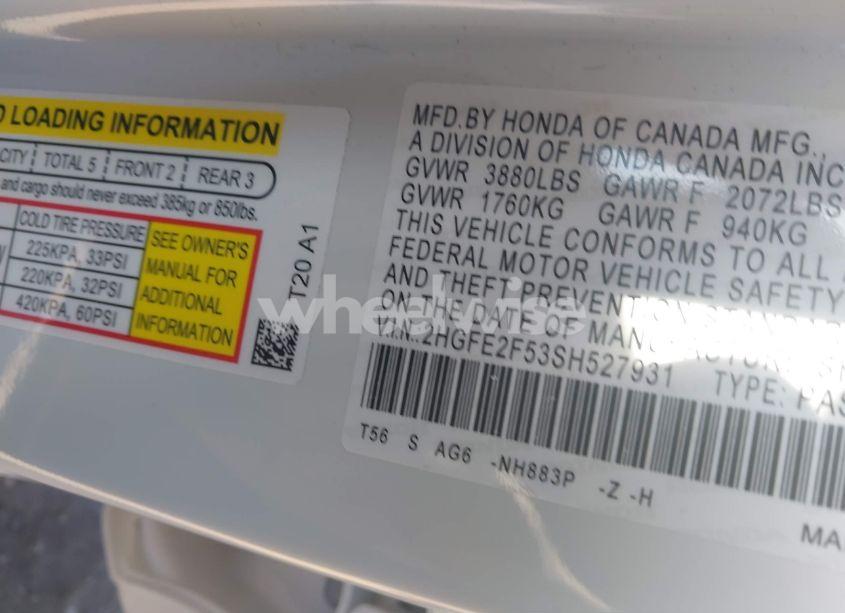 D LOADING INFORMATION
CITY TOTAL 5 FRONT 2 REAR 3
and cargo should never exceed 385kg or 850lbs.
COLD TIRE PRESSURE
225KPA, 33PSI
220KPA, 32PSI
420KPA, 60PSI
SEE OWNER'S
MANUAL FOR
ADDITIONAL
INFORMATION
T20 A1
wheelwise
MFD.BY HONDA OF CANADA MFG.,
A DIVISION OF HONDA CANADA INC
GVWR 3880LBS GAWR F 2072LBS
GVWR 1760KG GAWR F 940KG
THIS VEHICLE CONFORMS TO ALL
FEDERAL MOTOR VEHICLE SAFETY
AND THEFT PREVENTION
ON THE DATE OF
VIN: 2HGFE2F53SH527931 TYPE: PAS
T56 S AG6 -NH883P -Z -H
MA